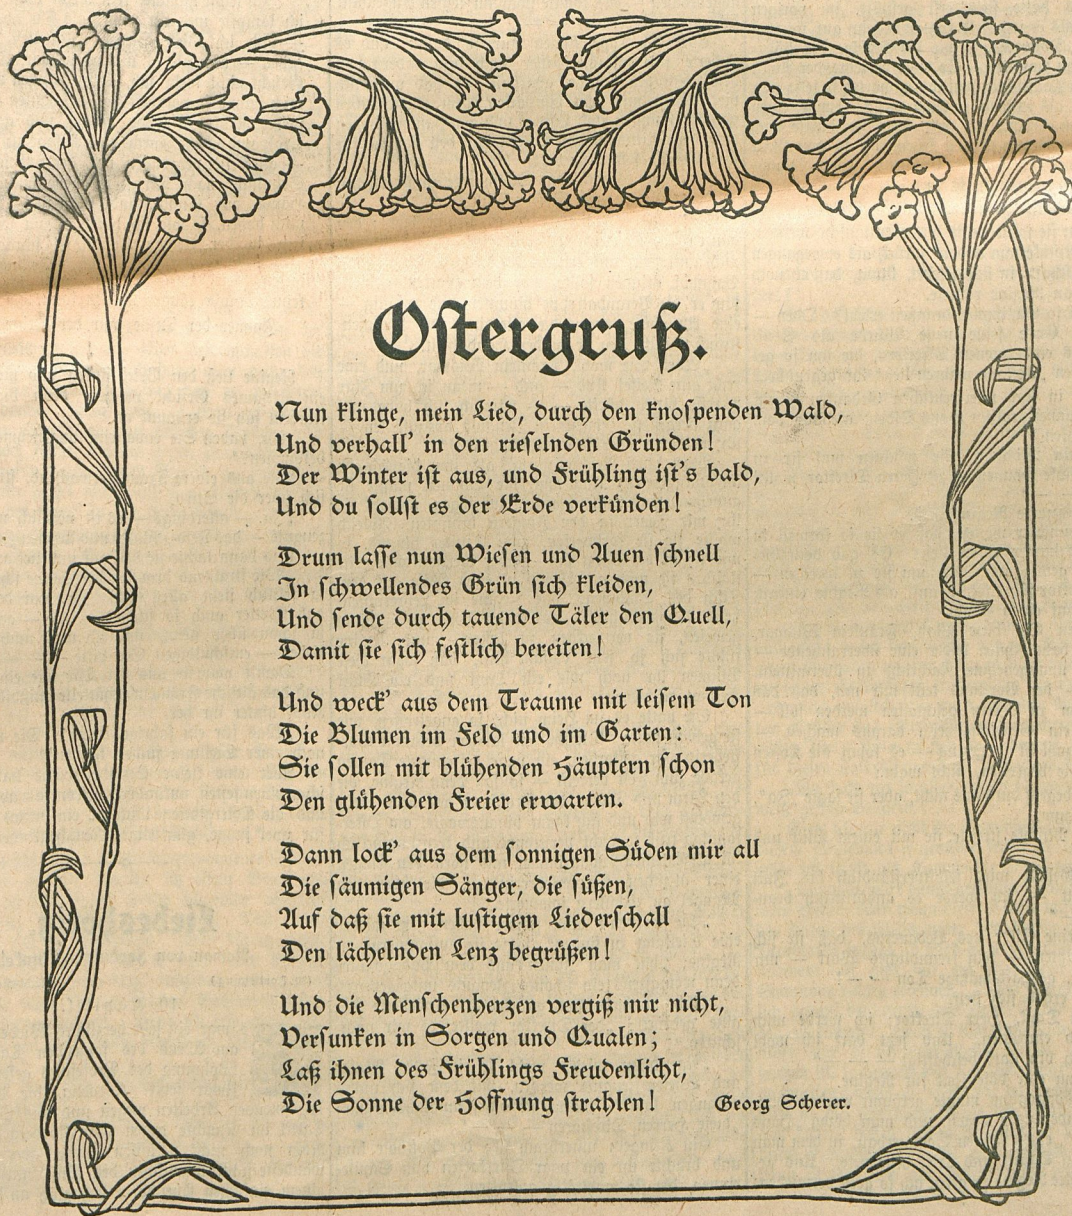 Ostergruß.
Nun klinge, mein Lied, durch den knospenden Wald,
Und verhall’ in den rieselnden Gründen!
Der Winter ist aus, und Frühling ist’s bald,
Und du sollst es der Erde verkünden!
Drum lasse nun Wiesen und Auen schnell
In schwellendes Grün sich kleiden,
Und sende durch tauende Täler den Quell,
Damit sie sich festlich bereiten!
Und weck’ aus dem Traume mit leisem Ton
Die Blumen im Feld und im Garten:
Sie sollen mit blühenden Häuptern schon
Den glühenden Freier erwarten.
Dann lock’ aus dem sonnigen Süden mir all
Die säumigen Sänger, die süßen,
Auf daß sie mit lustigem Liederschall
Den lächelnden Lenz begrüßen!
Und die Menschenherzen vergiß mir nicht,
Versunken in Sorgen und Qualen;
Laß ihnen des Frühlings Freudenlicht,
Die Sonne der Hoffnung strahlen! Georg Scherer.